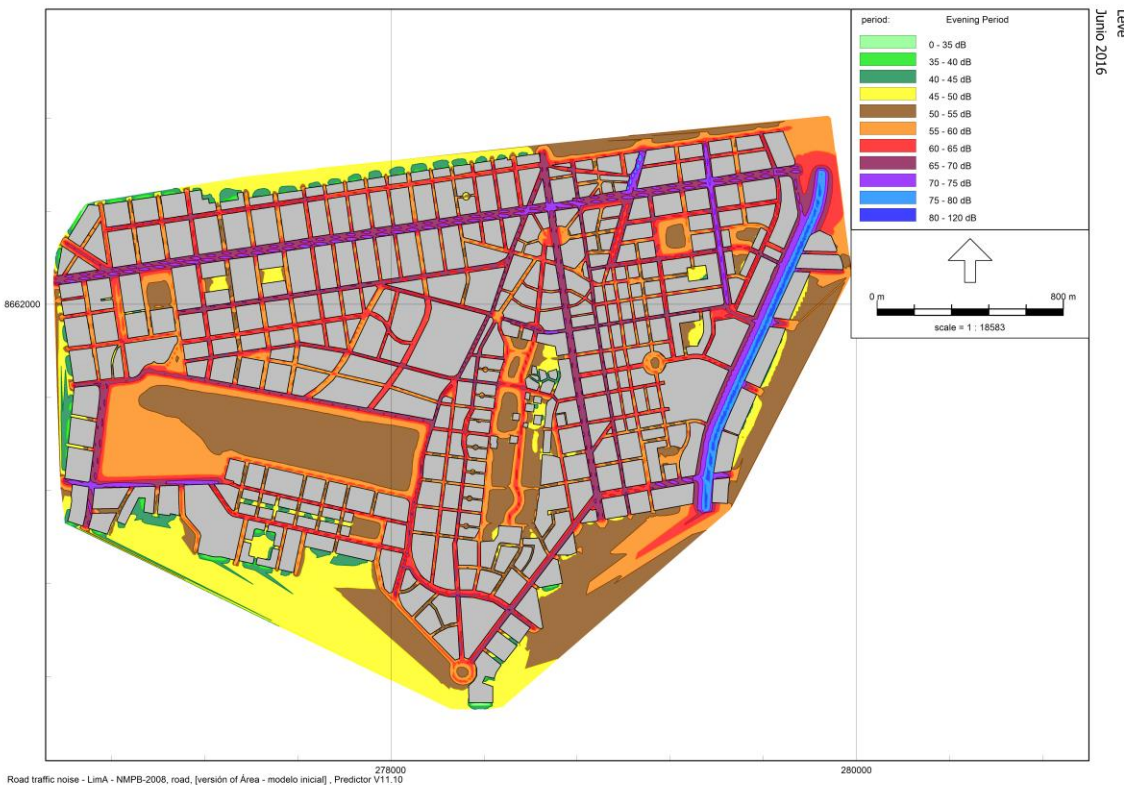 Leve
Junio 2016
period: Evening Period
0 - 35 dB
35 - 40 dB
40 - 45 dB
45 - 50 dB
50 - 55 dB
55 - 60 dB
60 - 65 dB
65 - 70 dB
70 - 75 dB
75 - 80 dB
80 - 120 dB
0 m 800 m
scale = 1 : 18583
8662000
278000 280000
Road traffic noise - LimA - NMPB-2008, road, [versión of Área - modelo inicial] , Predictor V11.10